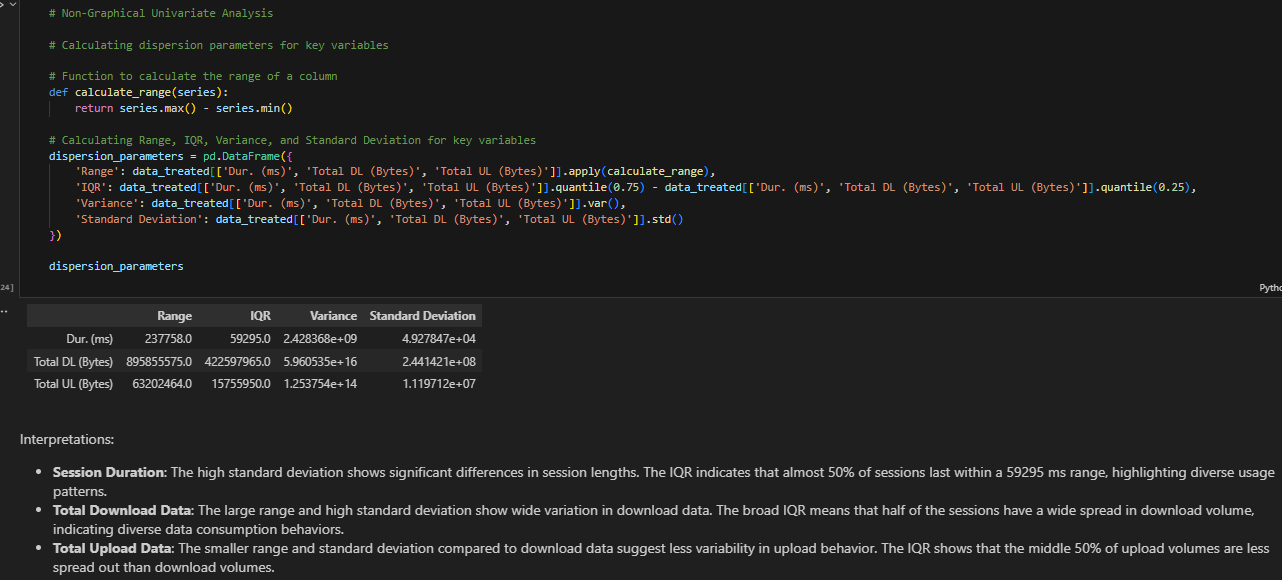 # Non-Graphical Univariate Analysis
# Calculating dispersion parameters for key variables
# Function to calculate the range of a column
def calculate_range(series):
    return series.max() - series.min()
# Calculating Range, IQR, Variance, and Standard Deviation for key variables
dispersion_parameters = pd.DataFrame({
    'Range': data_treated[['Dur. (ms)', 'Total DL (Bytes)', 'Total UL (Bytes)']].apply(calculate_range),
    'IQR': data_treated[['Dur. (ms)', 'Total DL (Bytes)', 'Total UL (Bytes)']].quantile(0.75) - data_treated[['Dur. (ms)', 'Total DL (Bytes)', 'Total UL (Bytes)']].quantile(0.25),
    'Variance': data_treated[['Dur. (ms)', 'Total DL (Bytes)', 'Total UL (Bytes)']].var(),
    'Standard Deviation': data_treated[['Dur. (ms)', 'Total DL (Bytes)', 'Total UL (Bytes)']].std()
})
dispersion_parameters
24]
Pytho
Range IQR Variance Standard Deviation
Dur. (ms) 237758.0 59295.0 2.428368e+09 4.927847e+04
Total DL (Bytes) 895855575.0 422597965.0 5.960535e+16 2.441421e+08
Total UL (Bytes) 63202464.0 15755950.0 1.253754e+14 1.119712e+07
Interpretations:
• Session Duration: The high standard deviation shows significant differences in session lengths. The IQR indicates that almost 50% of sessions last within a 59295 ms range, highlighting diverse usage
patterns.
• Total Download Data: The large range and high standard deviation show wide variation in download data. The broad IQR means that half of the sessions have a wide spread in download volume,
indicating diverse data consumption behaviors.
• Total Upload Data: The smaller range and standard deviation compared to download data suggest less variability in upload behavior. The IQR shows that the middle 50% of upload volumes are less
spread out than download volumes.